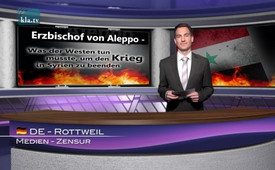 kla.tv
Erzbischof von Aleppo -
Was der Westen tun
müsste, um den Krieg
in Syrien zu beenden
DE - Rottweil
Medien - Zensur